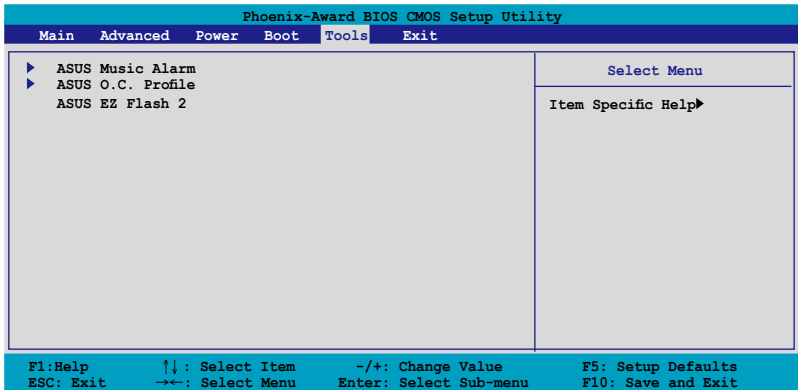 Phoenix-Award BIOS CMOS Setup Utility
Main Advanced Power Boot Tools Exit
ASUS Music Alarm
ASUS O.C. Profile
ASUS EZ Flash 2
Select Menu
Item Specific Help▶
F1:Help ↑↓: Select Item -/+: Change Value F5: Setup Defaults
ESC: Exit →←: Select Menu Enter: Select Sub-menu F10: Save and Exit